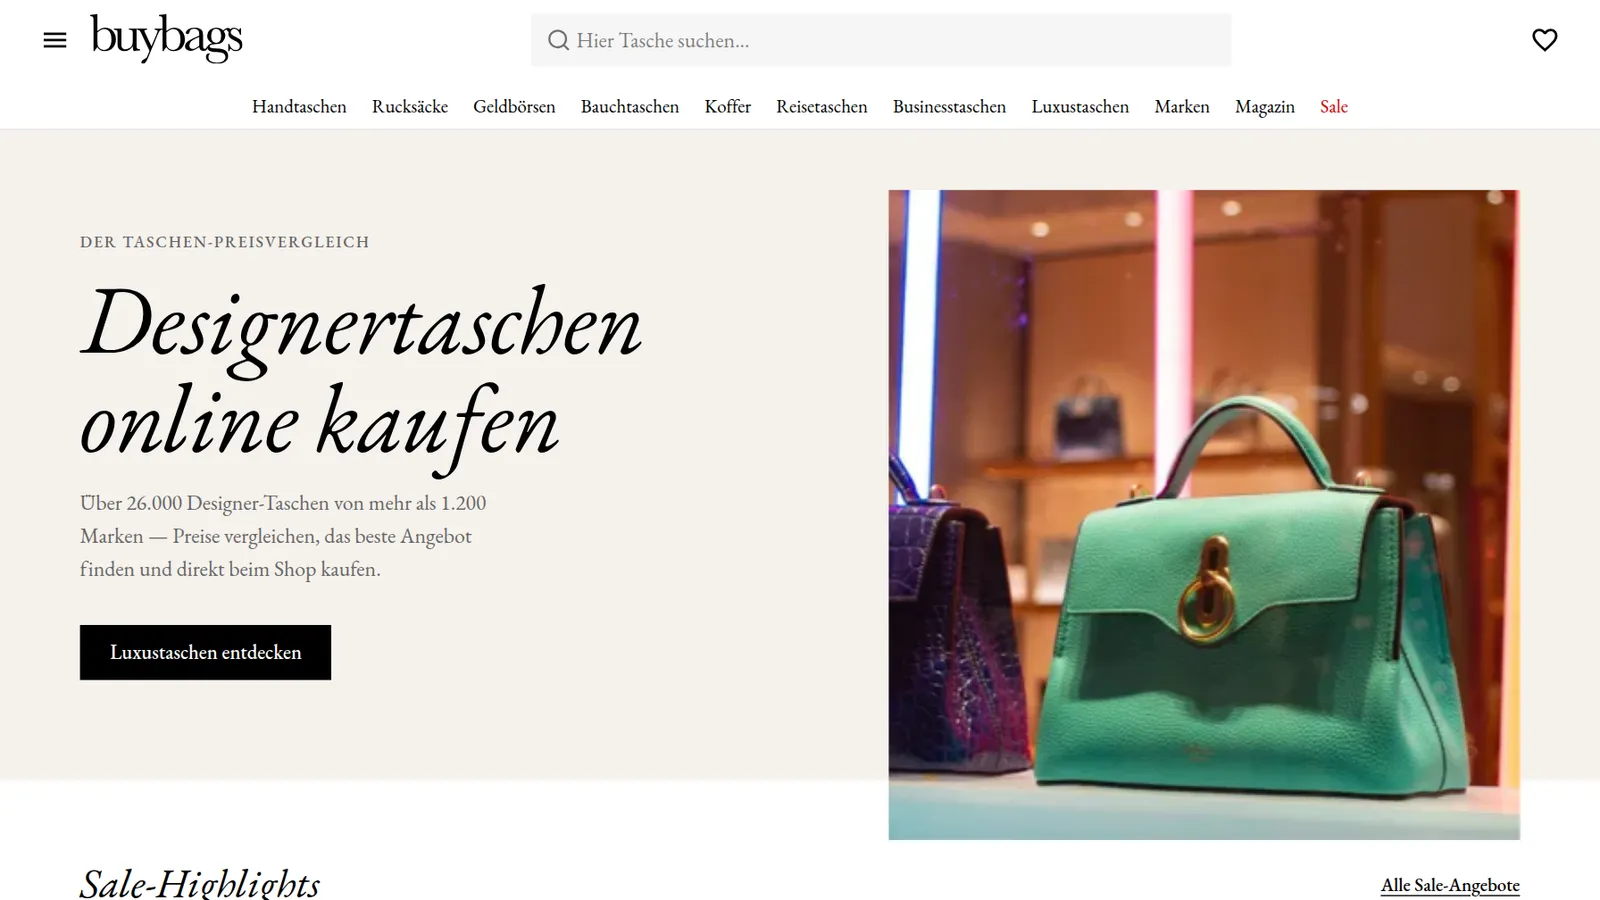 buybags
Hier Tasche suchen...
Handtaschen Rucksäcke Geldbörsen Bauchtaschen Koffer Reisetaschen Businesstaschen Luxustaschen Marken Magazin Sale
DER TASCHEN-PREISVERGLEICH
Designertaschen
online kaufen
Über 26.000 Designer-Taschen von mehr als 1.200
Marken — Preise vergleichen, das beste Angebot
finden und direkt beim Shop kaufen.
Luxustaschen entdecken
Sale-Highlights
Alle Sale-Angebote